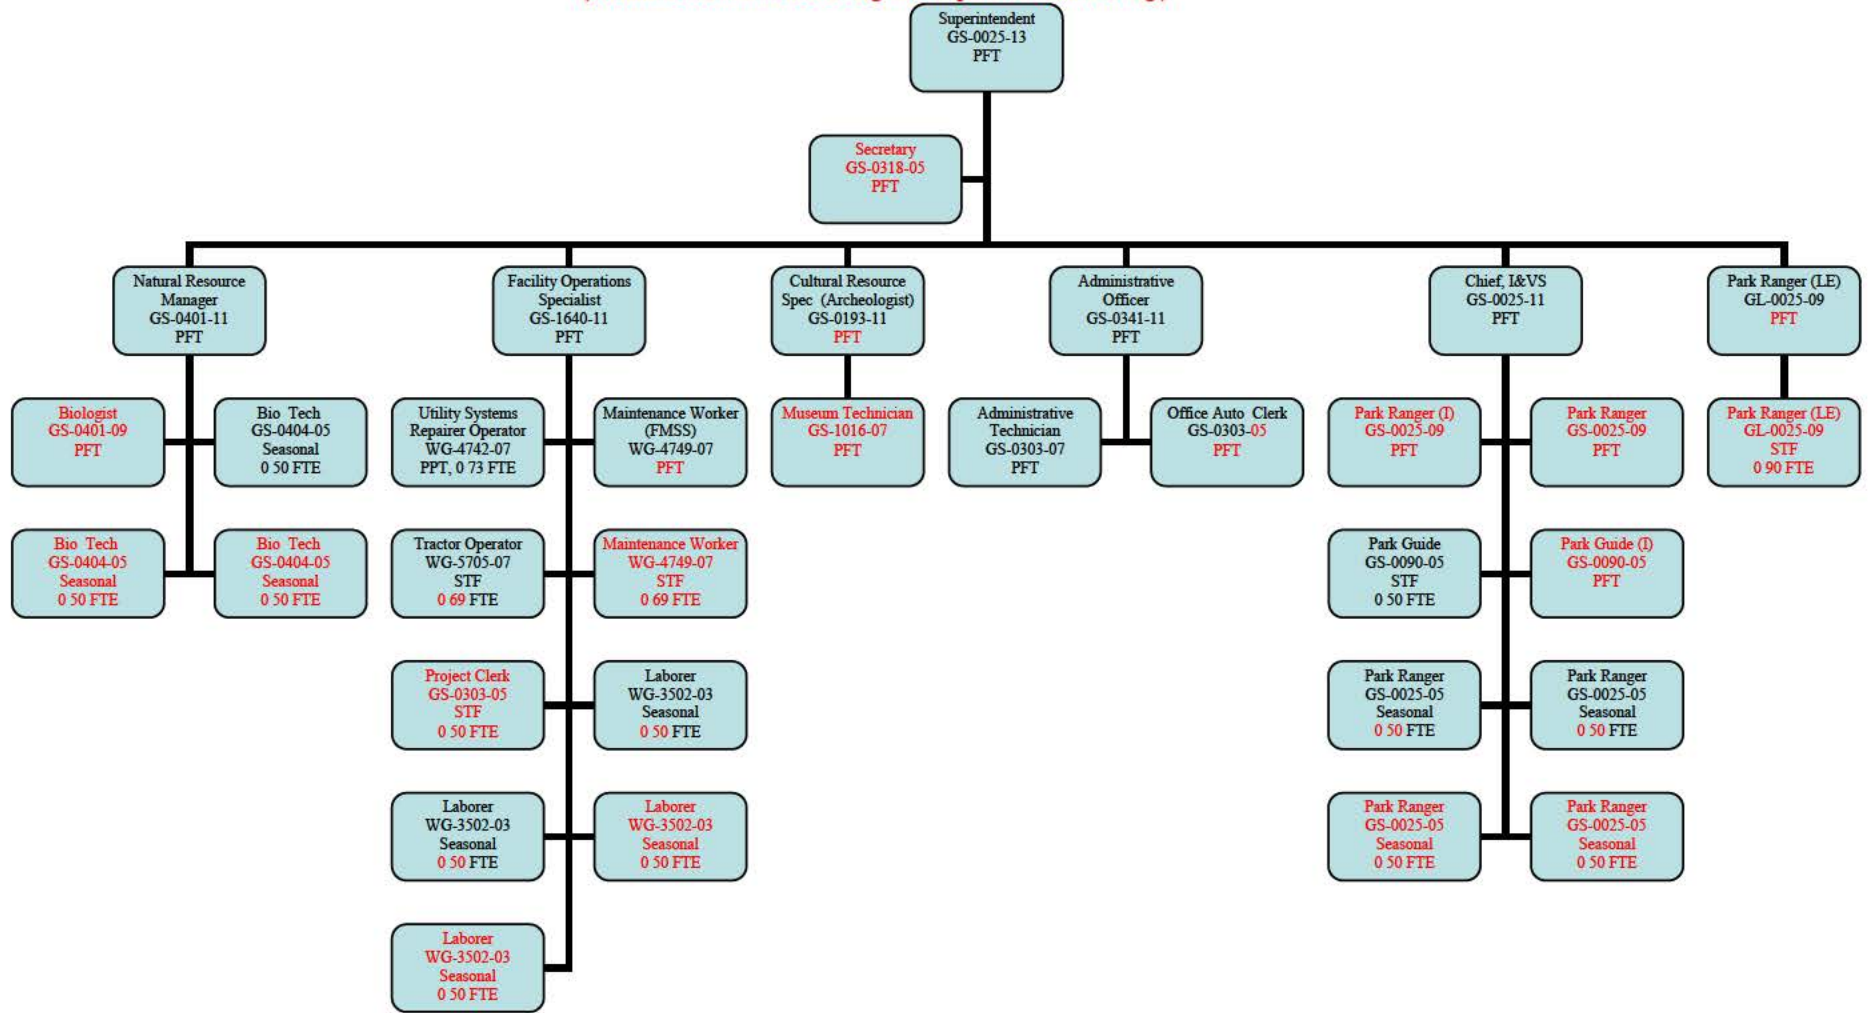 Superintendent
GS-0025-13
PFT
Secretary
GS-0318-05
PFT
Natural Resource
Manager
GS-0401-11
PFT
Facility Operations
Specialist
GS-1640-11
PFT
Cultural Resource
Spec (Archeologist)
GS-0193-11
PFT
Administrative
Officer
GS-0341-11
PFT
Chief, I&VS
GS-0025-11
PFT
Park Ranger (LE)
GL-0025-09
PFT
Biologist
GS-0401-09
PFT
Bio Tech
GS-0404-05
Seasonal
0 50 FTE
Utility Systems
Repairer Operator
WG-4742-07
PPT, 0 73 FTE
Maintenance Worker
(FMSS)
WG-4749-07
PFT
Museum Technician
GS-1016-07
PFT
Administrative
Technician
GS-0303-07
PFT
Office Auto Clerk
GS-0303-05
PFT
Park Ranger (I)
GS-0025-09
PFT
Park Ranger
GS-0025-09
PFT
Park Ranger (LE)
GL-0025-09
STF
0 90 FTE
Bio Tech
GS-0404-05
Seasonal
0 50 FTE
Bio Tech
GS-0404-05
Seasonal
0 50 FTE
Tractor Operator
WG-5705-07
STF
0 69 FTE
Maintenance Worker
WG-4749-07
STF
0 69 FTE
Park Guide
GS-0090-05
STF
0 50 FTE
Park Guide (I)
GS-0090-05
PFT
Project Clerk
GS-0303-05
STF
0 50 FTE
Laborer
WG-3502-03
Seasonal
0 50 FTE
Park Ranger
GS-0025-05
Seasonal
0 50 FTE
Park Ranger
GS-0025-05
Seasonal
0 50 FTE
Laborer
WG-3502-03
Seasonal
0 50 FTE
Laborer
WG-3502-03
Seasonal
0 50 FTE
Park Ranger
GS-0025-05
Seasonal
0 50 FTE
Park Ranger
GS-0025-05
Seasonal
0 50 FTE
Laborer
WG-3502-03
Seasonal
0 50 FTE